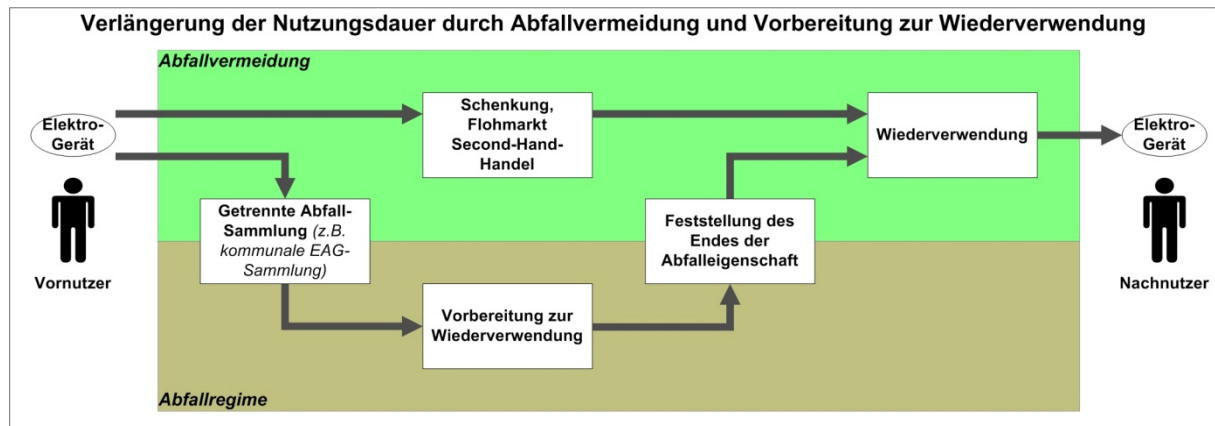 Verlängerung der Nutzungsdauer durch Abfallvermeidung und Vorbereitung zur Wiederverwendung
Abfallvermeidung
Elektro-
Gerät
Schenkung,
Flohmarkt
Second-Hand-
Handel
Wiederverwendung
Elektro-
Gerät
Getrennte Abfall-
Sammlung (z.B.
kommunale EAG-
Sammlung)
Feststellung des
Endes der
Abfalleigenschaft
Vornutzer
Nachnutzer
Vorbereitung zur
Wiederverwendung
Abfallregime